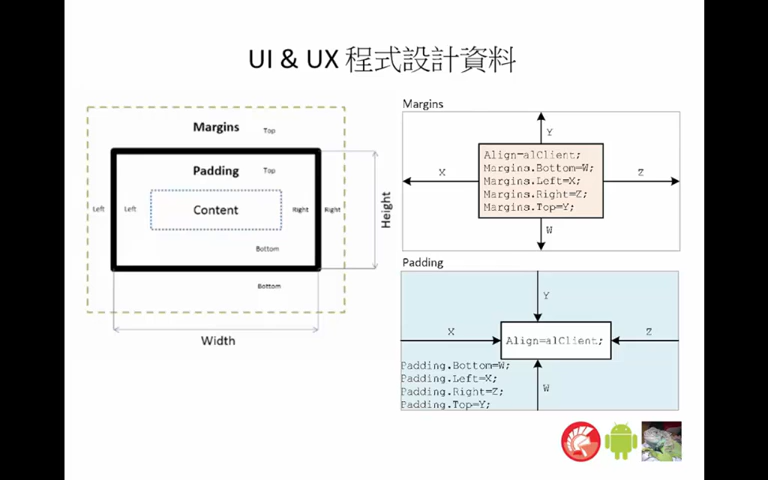 UI & UX 程式設計資料
Margins
Top
Padding
Top
Left
Left
Content
Right
Right
Bottom
Bottom
Height
Width
Margins
Y
X
Z
Align=alClient;
Margins.Bottom=W;
Margins.Left=X;
Margins.Right=Z;
Margins.Top=Y;
W
Padding
Y
X
Z
Align=alClient;
Padding.Bottom=W;
Padding.Left=X;
Padding.Right=Z;
Padding.Top=Y;
W